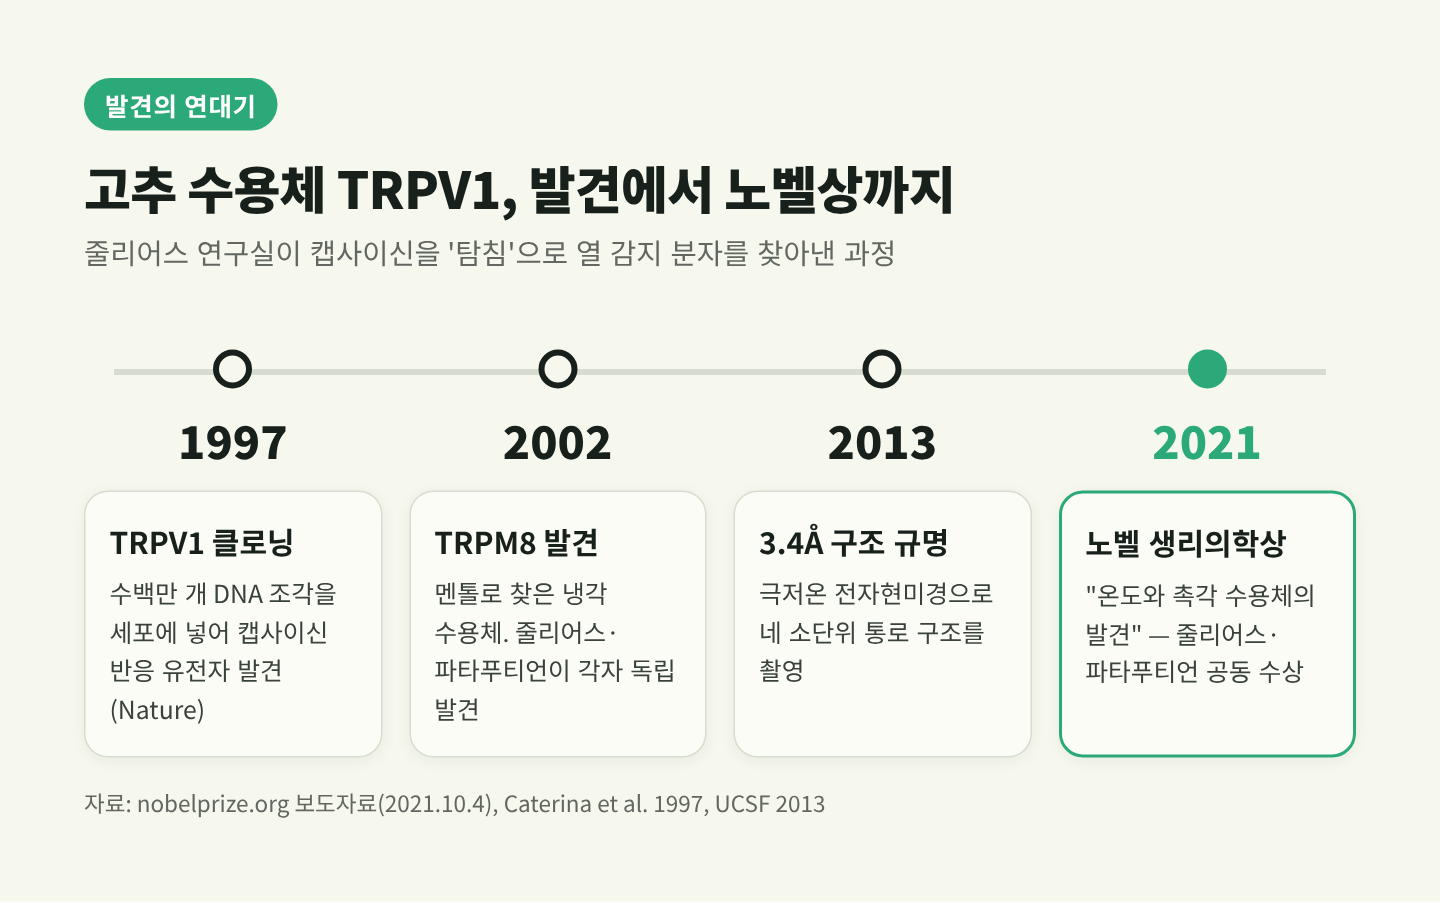 발견의 연대기
고추 수용체 TRPV1, 발견에서 노벨상까지
줄리어스 연구실이 캡사이신을 '탐침'으로 열 감지 분자를 찾아낸 과정
1997
TRPV1 클로닝
수백만 개 DNA 조각을
세포에 넣어 캡사이신
반응 유전자 발견
(Nature)
2002
TRPM8 발견
멘톨로 찾은 냉각
수용체. 줄리어스·
파타푸티언이 각자 독립
발견
2013
3.4Å 구조 규명
극저온 전자현미경으로
네 소단위 통로 구조를
촬영
2021
노벨 생리의학상
"온도와 촉각 수용체의
발견" — 줄리어스·
파타푸티언 공동 수상
자료: nobelprize.org 보도자료(2021.10.4), Caterina et al. 1997, UCSF 2013